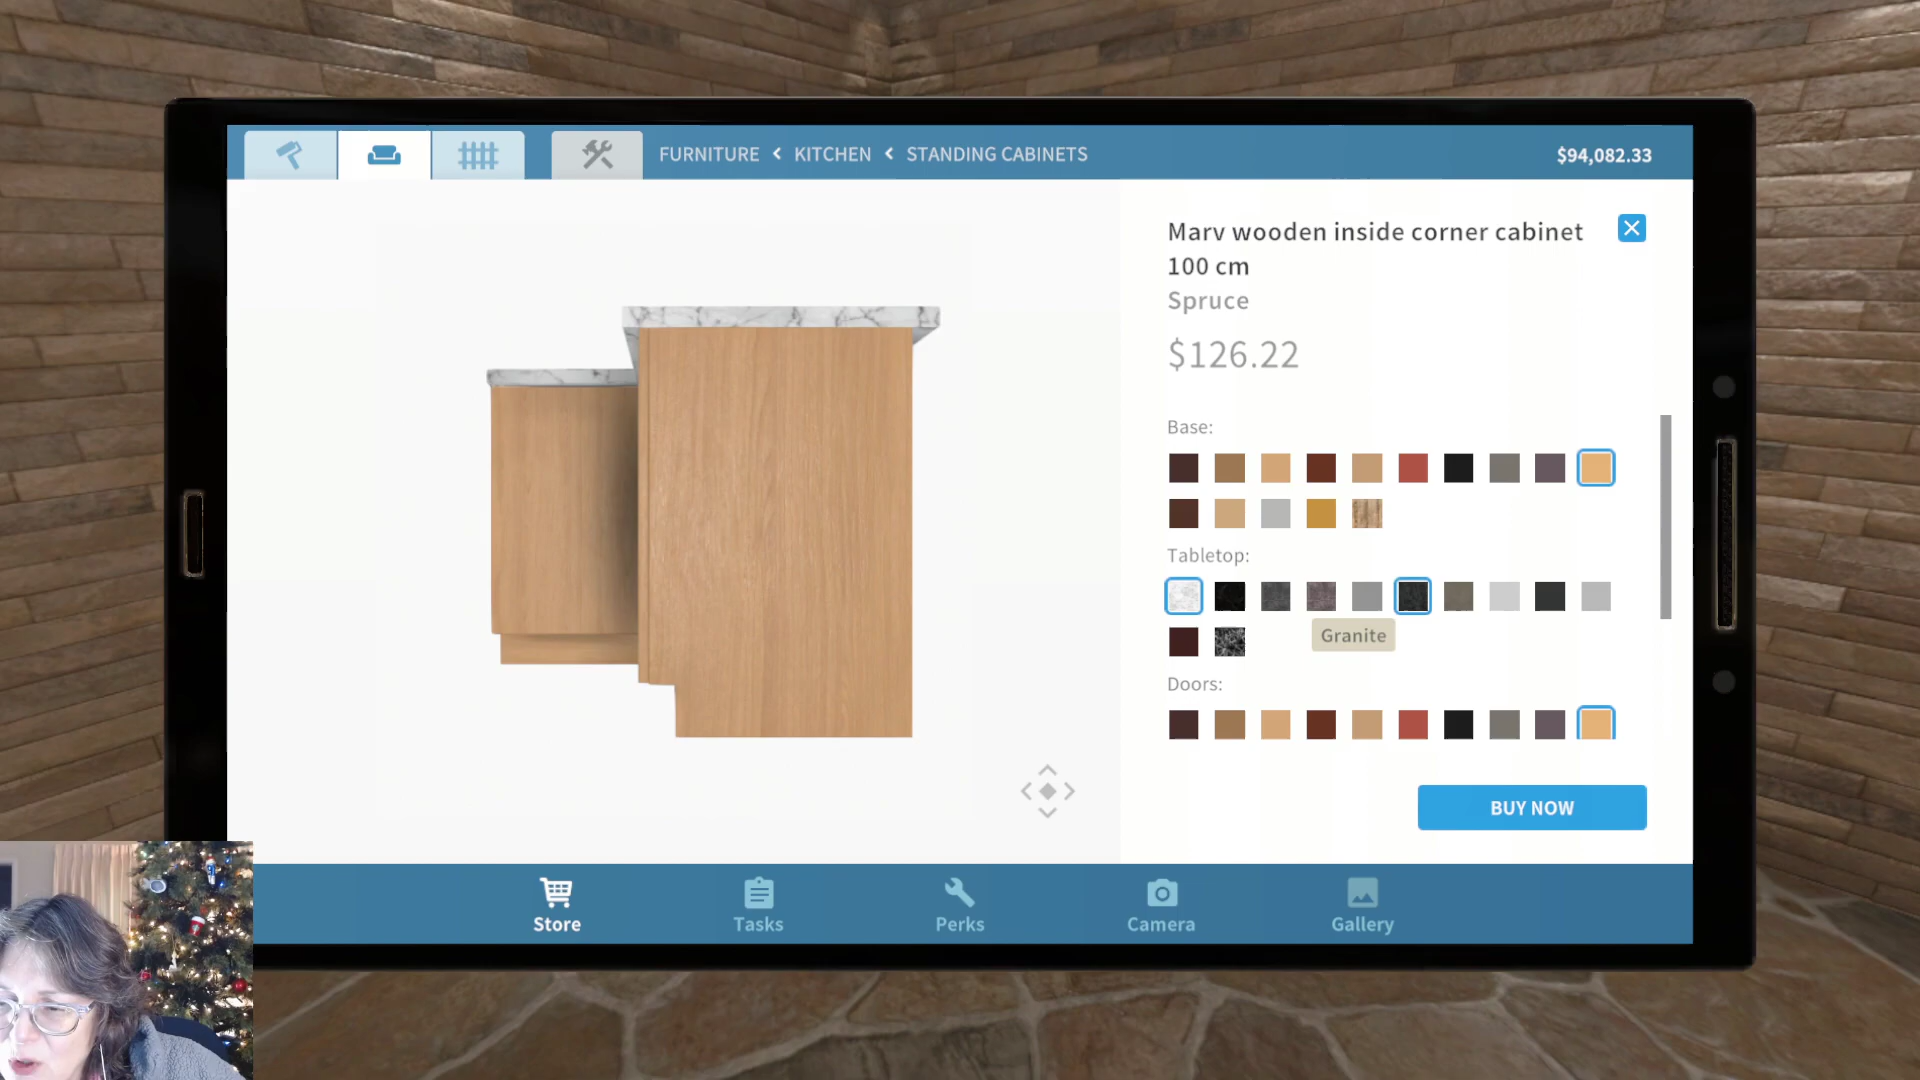 FURNITURE < KITCHEN < STANDING CABINETS
$94,082.33
Marv wooden inside corner cabinet
100 cm
Spruce
$126.22
Base:
Tabletop:
Granite
Doors:
BUY NOW
Store
Tasks
Perks
Camera
Gallery